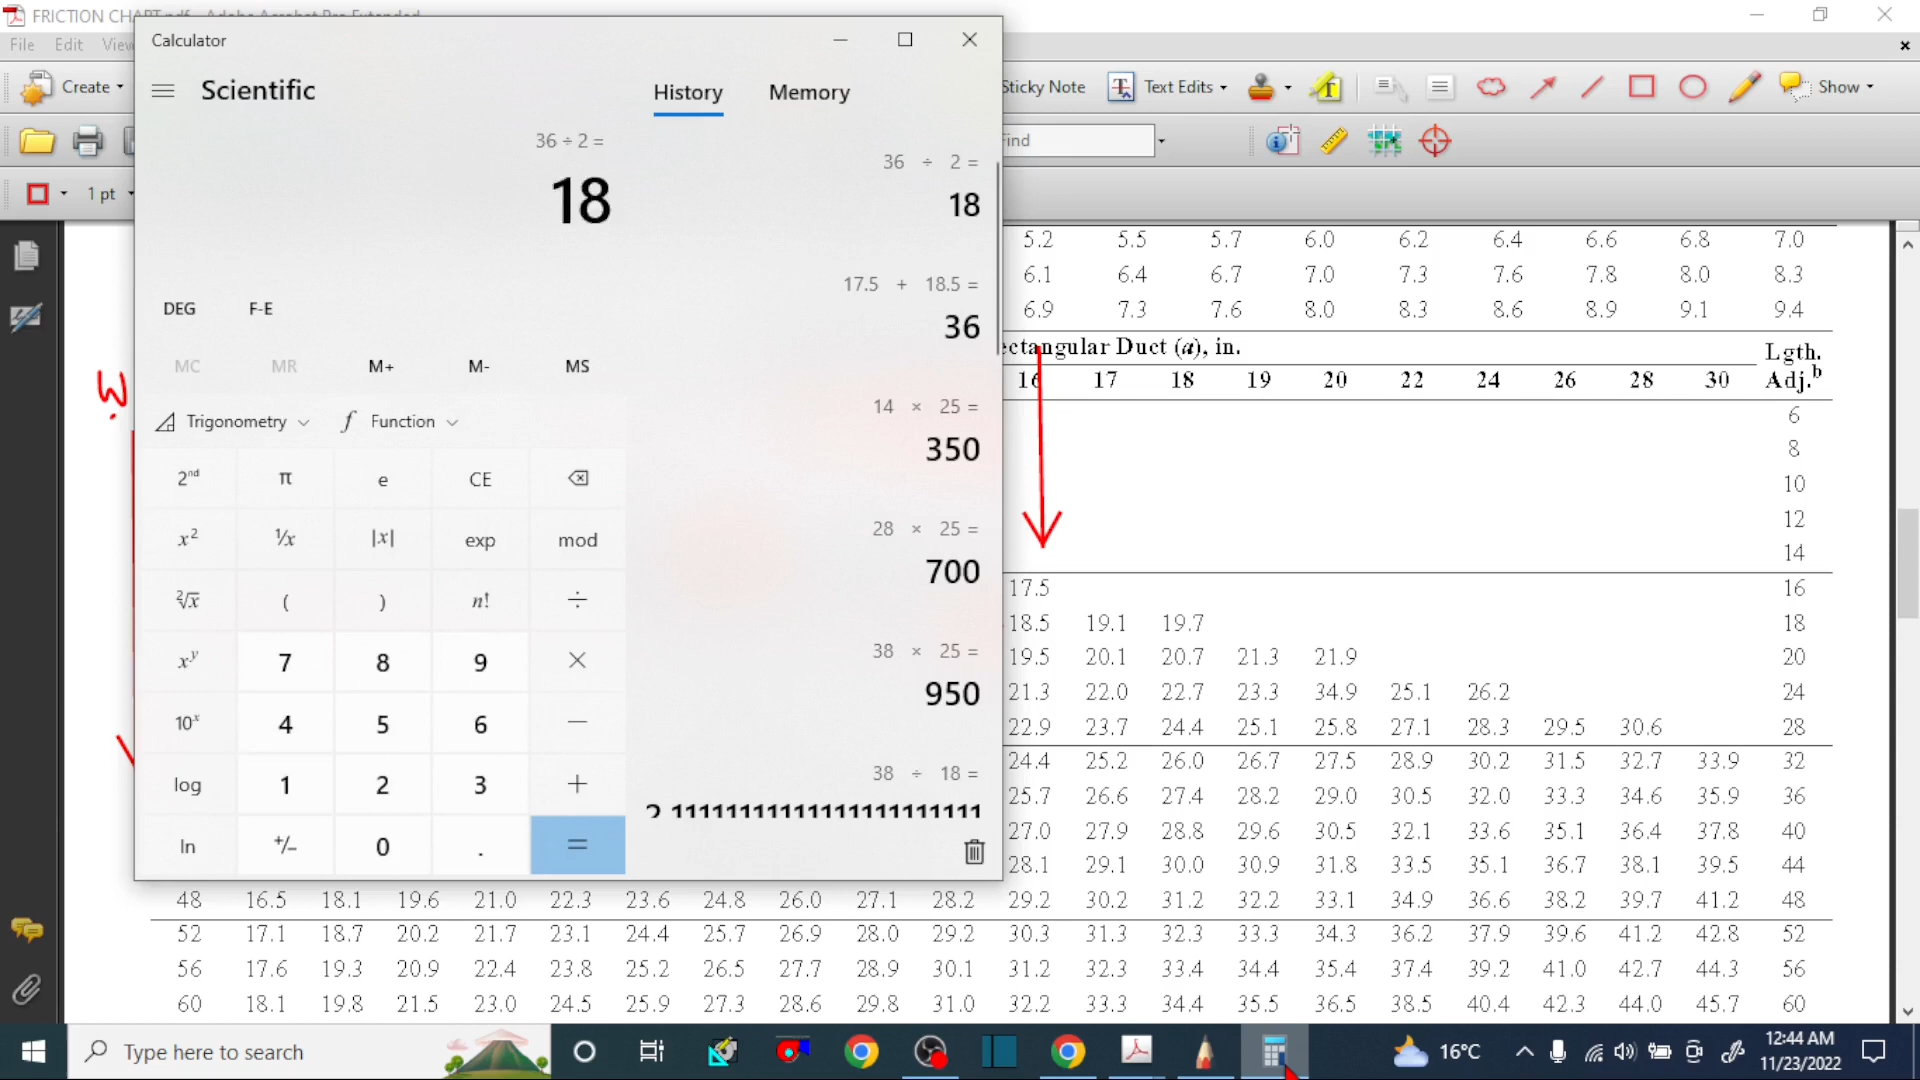 FRICTION CHART.pdf - Adobe Acrobat Pro Extended
File Edit View
Create
Sticky Note
Text Edits
Show
Find
1 pt
Calculator
Scientific
History Memory
36 ÷ 2 =
18
DEG F-E
MC MR M+ M- MS
Trigonometry f Function
2nd π e CE
x² ⅟x |x| exp mod
²√x ( ) n! ÷
xʸ 7 8 9 ×
10ˣ 4 5 6 −
log 1 2 3 +
ln +/− 0 . =
36 ÷ 2 =
18
17.5 + 18.5 =
36
14 × 25 =
350
28 × 25 =
700
38 × 25 =
950
38 ÷ 18 =
5.2 5.5 5.7 6.0 6.2 6.4 6.6 6.8 7.0
6.1 6.4 6.7 7.0 7.3 7.6 7.8 8.0 8.3
6.9 7.3 7.6 8.0 8.3 8.6 8.9 9.1 9.4
ectangular Duct (a), in.
Lgth.
16 17 18 19 20 22 24 26 28 30 Adj.b
6
8
10
12
14
17.5 16
18.5 19.1 19.7 18
19.5 20.1 20.7 21.3 21.9 20
21.3 22.0 22.7 23.3 34.9 25.1 26.2 24
22.9 23.7 24.4 25.1 25.8 27.1 28.3 29.5 30.6 28
24.4 25.2 26.0 26.7 27.5 28.9 30.2 31.5 32.7 33.9 32
25.7 26.6 27.4 28.2 29.0 30.5 32.0 33.3 34.6 35.9 36
27.0 27.9 28.8 29.6 30.5 32.1 33.6 35.1 36.4 37.8 40
28.1 29.1 30.0 30.9 31.8 33.5 35.1 36.7 38.1 39.5 44
48 16.5 18.1 19.6 21.0 22.3 23.6 24.8 26.0 27.1 28.2 29.2 30.2 31.2 32.2 33.1 34.9 36.6 38.2 39.7 41.2 48
52 17.1 18.7 20.2 21.7 23.1 24.4 25.7 26.9 28.0 29.2 30.3 31.3 32.3 33.3 34.3 36.2 37.9 39.6 41.2 42.8 52
56 17.6 19.3 20.9 22.4 23.8 25.2 26.5 27.7 28.9 30.1 31.2 32.3 33.4 34.4 35.4 37.4 39.2 41.0 42.7 44.3 56
60 18.1 19.8 21.5 23.0 24.5 25.9 27.3 28.6 29.8 31.0 32.2 33.3 34.4 35.5 36.5 38.5 40.4 42.3 44.0 45.7 60
Type here to search
16°C
12:44 AM
11/23/2022